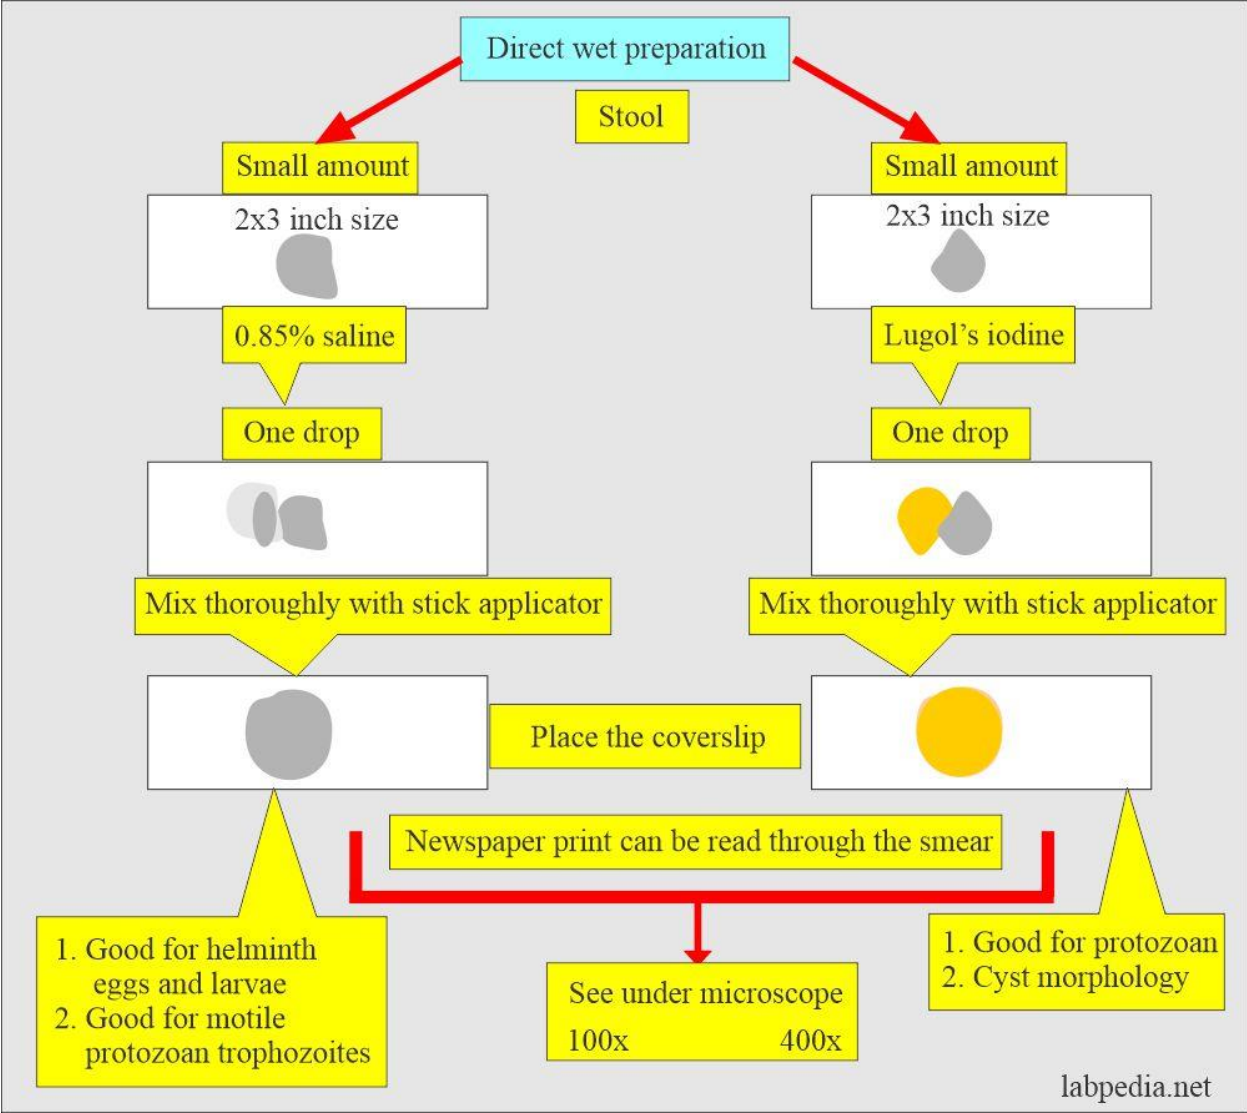 Direct wet preparation
Stool
Small amount
Small amount
2x3 inch size
2x3 inch size
0.85% saline
Lugol’s iodine
One drop
One drop
Mix thoroughly with stick applicator
Mix thoroughly with stick applicator
Place the coverslip
Newspaper print can be read through the smear
1. Good for helminth
eggs and larvae
2. Good for motile
protozoan trophozoites
See under microscope
100x 400x
1. Good for protozoan
2. Cyst morphology
labpedia.net